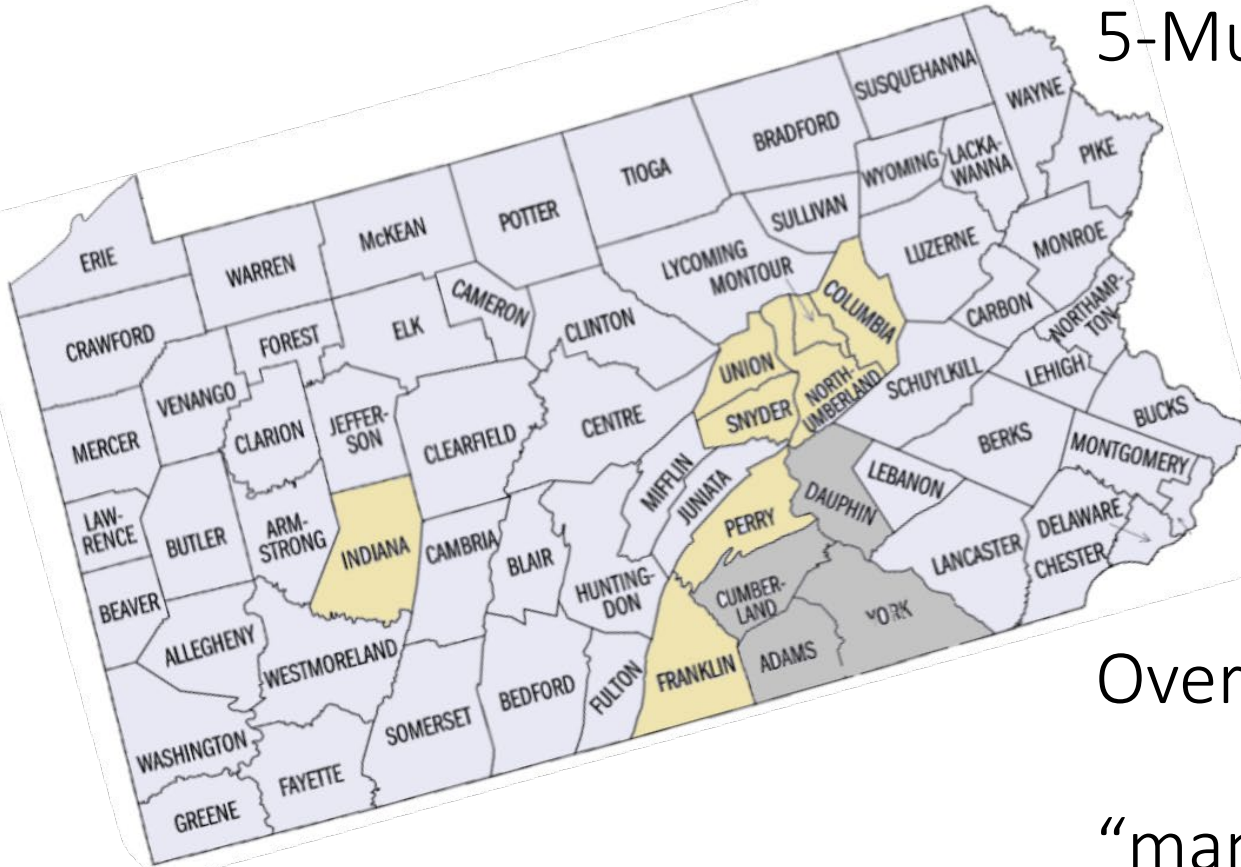 5-Mu
SUSQUEHANNA
WAYNE
BRADFORD
TIOGA
PIKE
WYOMING
LACKA-
WANNA
POTTER
SULLIVAN
McKEAN
MONROE
LUZERNE
ERIE
WARREN
LYCOMING
MONTOUR
CAMERON
COLUMBIA
CARBON
NORTHAMP-
TON
CRAWFORD
FOREST
ELK
CLINTON
UNION
LEHIGH
SCHUYLKILL
NORTH-
UMBERLAND
VENANGO
SNYDER
BUCKS
JEFFER-
SON
CENTRE
CLARION
MERCER
CLEARFIELD
BERKS
MONTGOMERY
MIFFLIN
LEBANON
JUNIATA
DAUPHIN
LAW-
RENCE
PERRY
DELAWARE
ARM-
STRONG
BUTLER
INDIANA
CAMBRIA
BLAIR
LANCASTER
CHESTER
HUNTING-
DON
CUMBER-
LAND
BEAVER
YORK
ALLEGHENY
ADAMS
WESTMORELAND
FRANKLIN
Over
BEDFORD
FULTON
SOMERSET
WASHINGTON
FAYETTE
GREENE
“mar